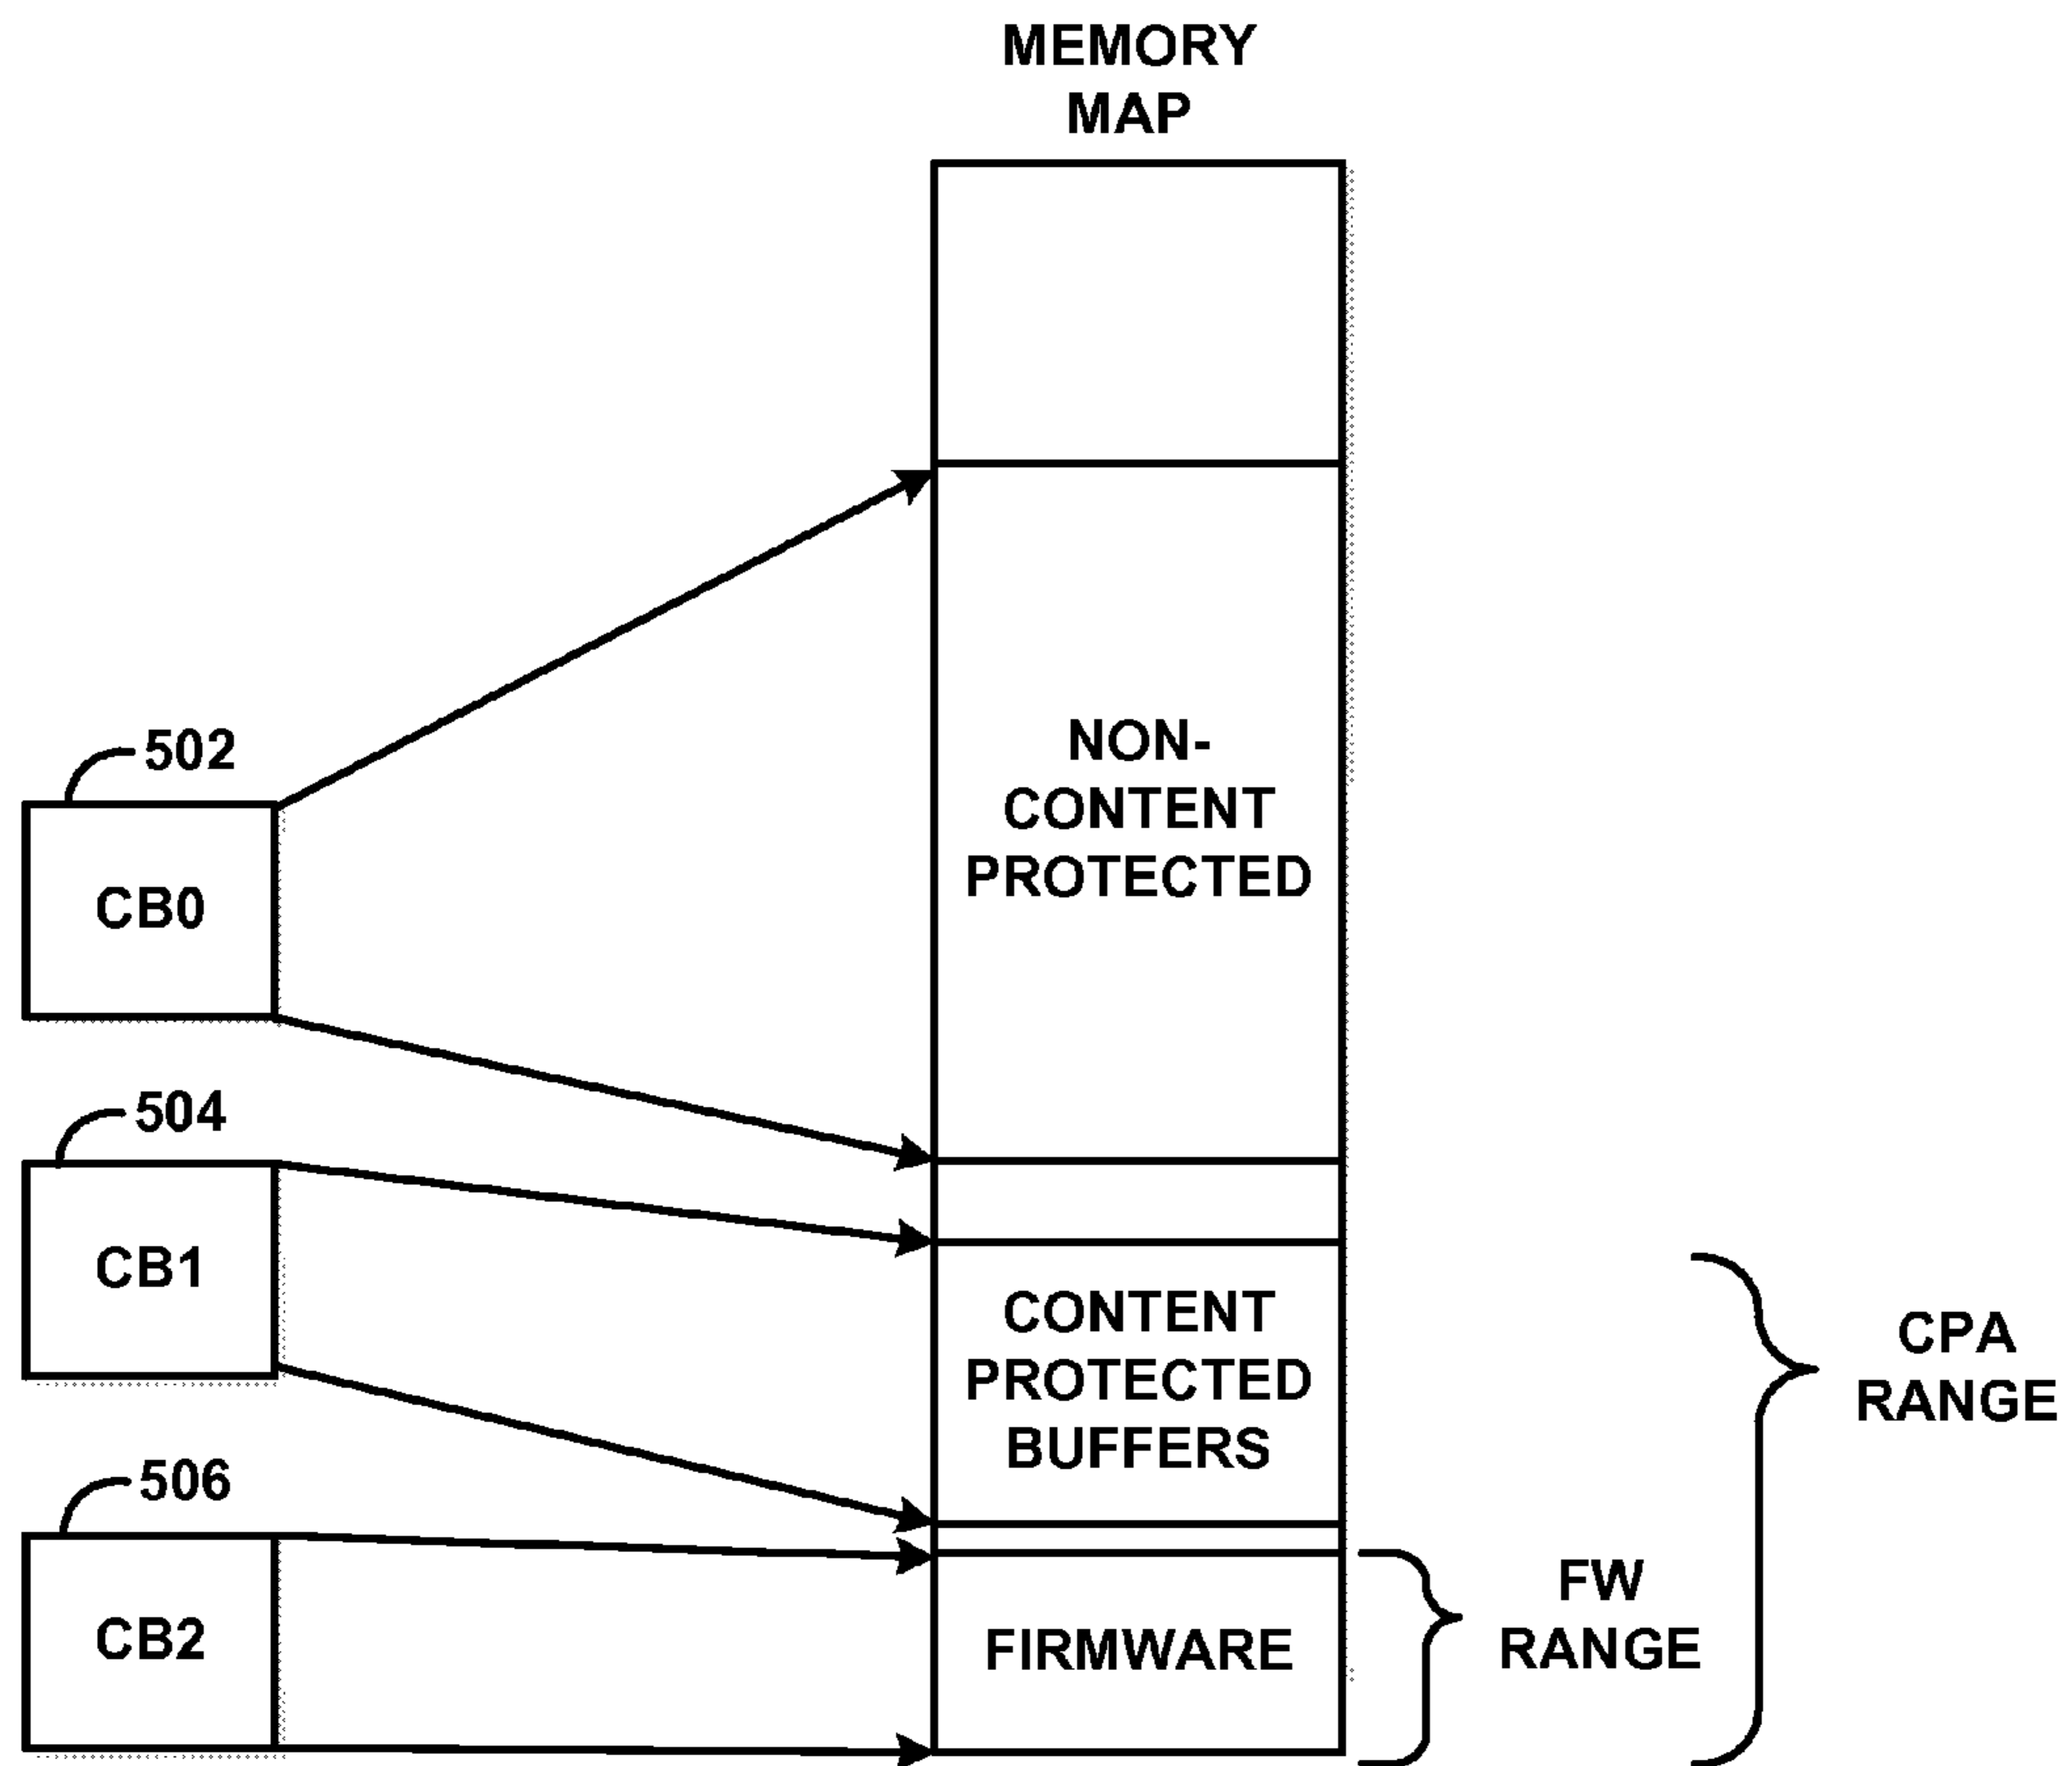 MEMORY
MAP
502
CB0
NON-
CONTENT
PROTECTED
504
CB1
CONTENT
PROTECTED
BUFFERS
CPA
RANGE
506
CB2
FIRMWARE
FW
RANGE